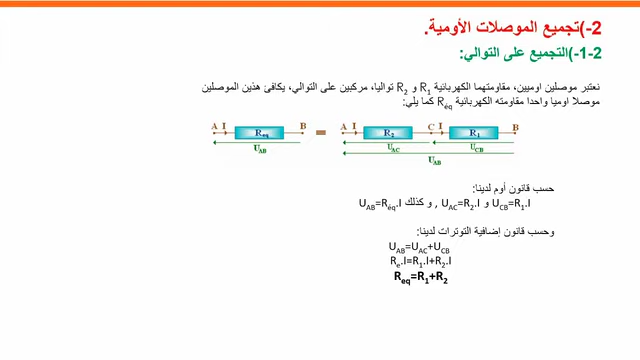 2-)تجميع الموصلات الأومية.
2-1-)التجميع على التوالي:
نعتبر موصلين اوميين، مقاومتهما الكهربائية R1 و R2 تواليا، مركبين على التوالي، يكافئ هذين الموصلين
موصلا اوميا واحدا مقاومته الكهربائية Réq كما يلي:
A I Req B = A I R2 C I R1 B
UAB UAC UCB
UAB
حسب قانون أوم لدينا:
UCB=R1.I و UAC=R2.I , و كذلك UAB=Réq.I
وحسب قانون إضافية التوترات لدينا:
UAB=UAC+UCB
Re.I=R1.I+R2.I
Req=R1+R2